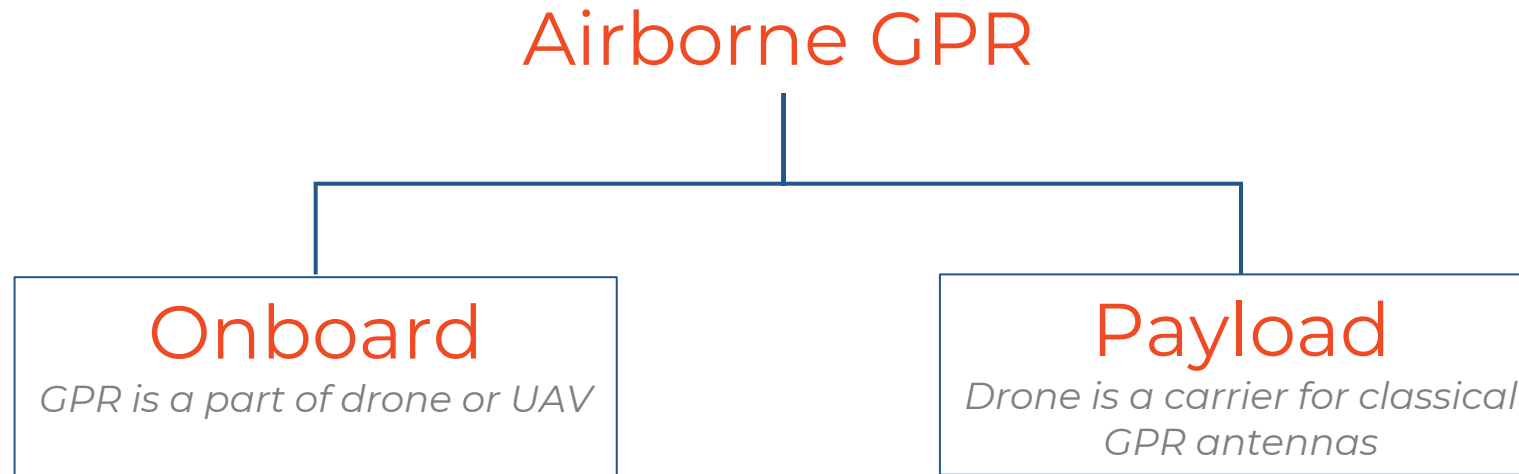 Airborne GPR
Onboard
GPR is a part of drone or UAV
Payload
Drone is a carrier for classical
GPR antennas